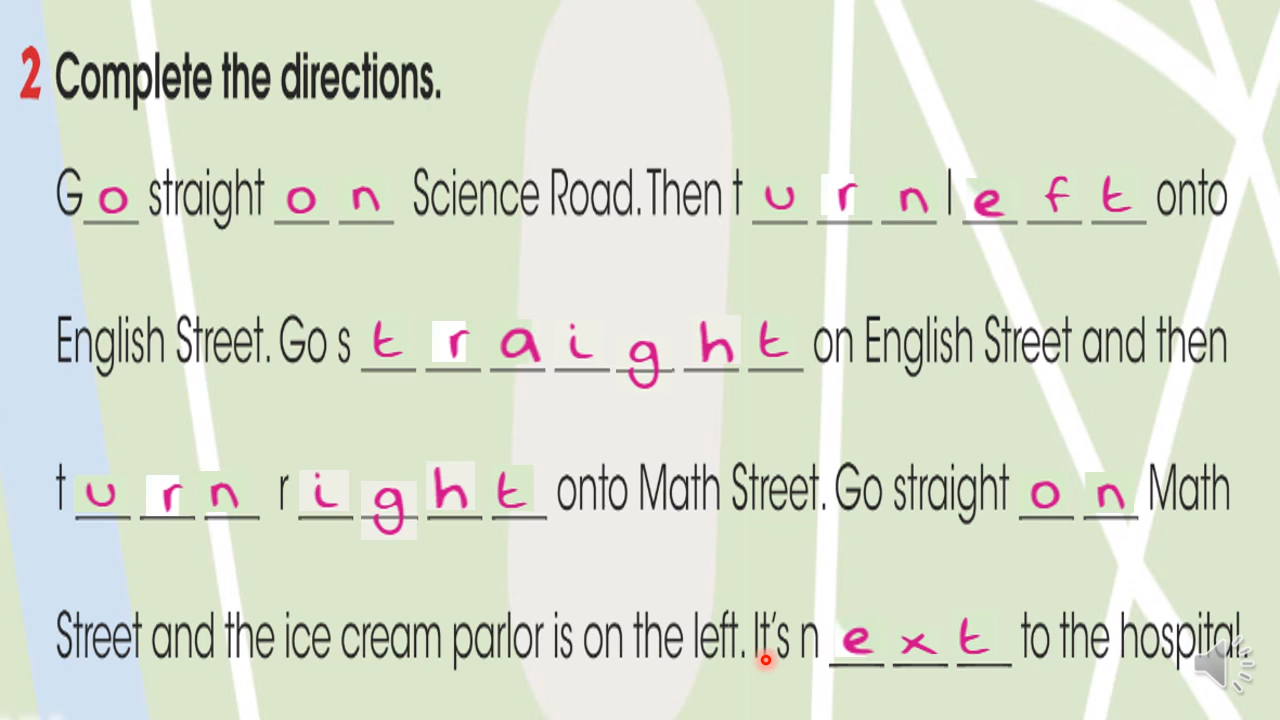 2 Complete the directions.
Go straight on Science Road. Then turn left onto
English Street. Go straight on English Street and then
turn right onto Math Street. Go straight on Math
Street and the ice cream parlor is on the left. It's next to the hospital.